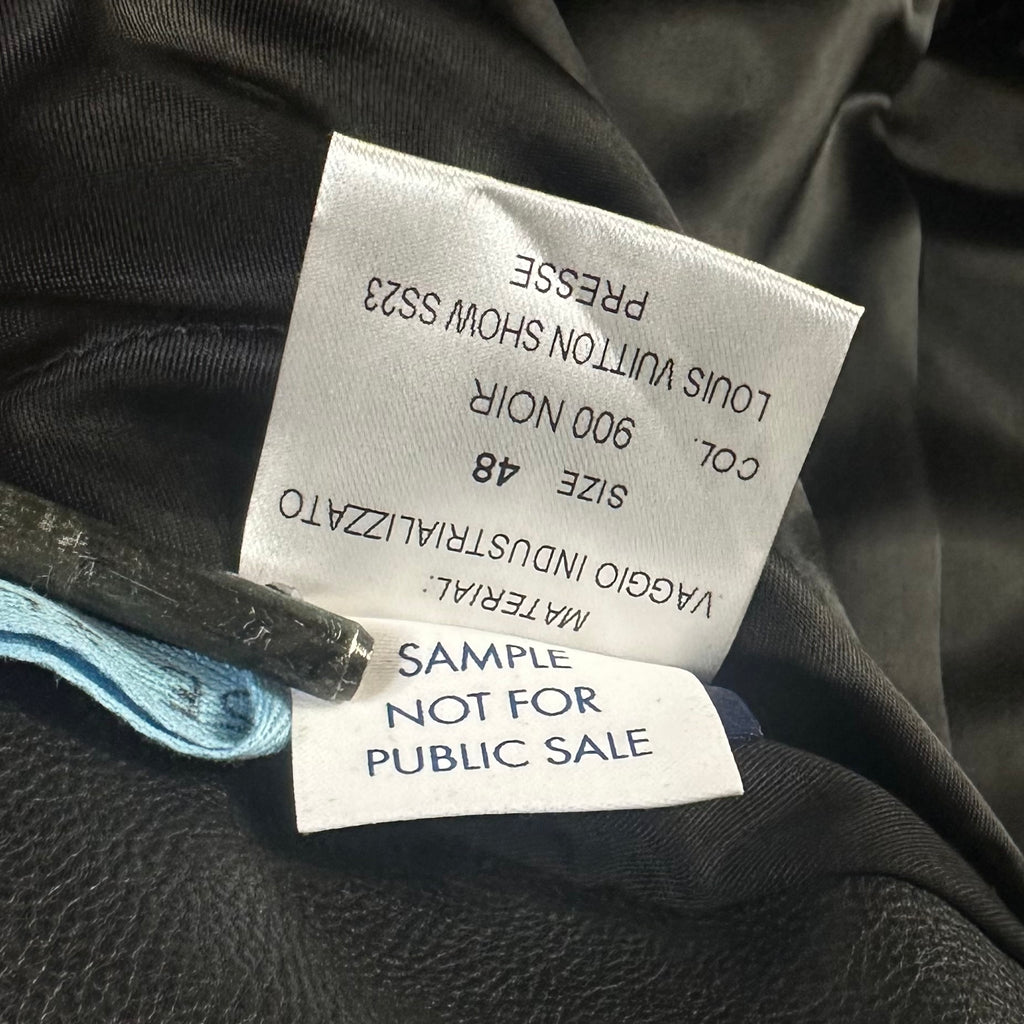 SAMPLE
NOT FOR
PUBLIC SALE
MATERIAL:
VAGGIO INDUSTRIALIZZATO
SIZE 48
COL. 900 NOIR
LOUIS VUITTON SHOW SS23
PRESSE